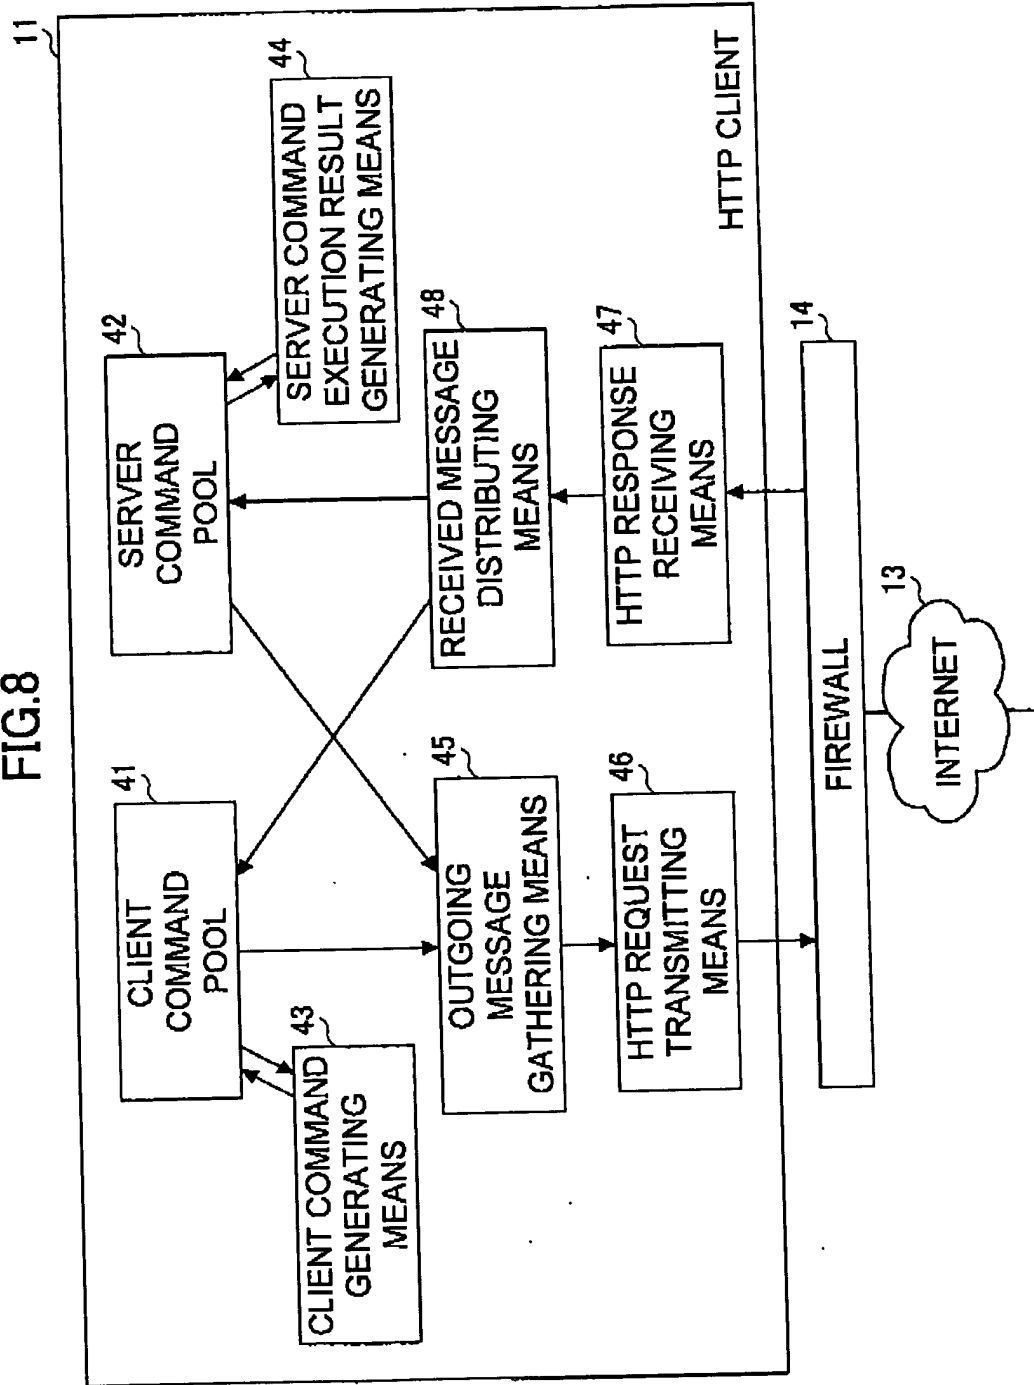 FIG.8
11
41
CLIENT
COMMAND
POOL
42
SERVER
COMMAND
POOL
43
CLIENT COMMAND
GENERATING
MEANS
44
SERVER COMMAND
EXECUTION RESULT
GENERATING MEANS
45
OUTGOING
MESSAGE
GATHERING MEANS
48
RECEIVED MESSAGE
DISTRIBUTING
MEANS
46
HTTP REQUEST
TRANSMITTING
MEANS
47
HTTP RESPONSE
RECEIVING
MEANS
HTTP CLIENT
14
FIREWALL
13
INTERNET